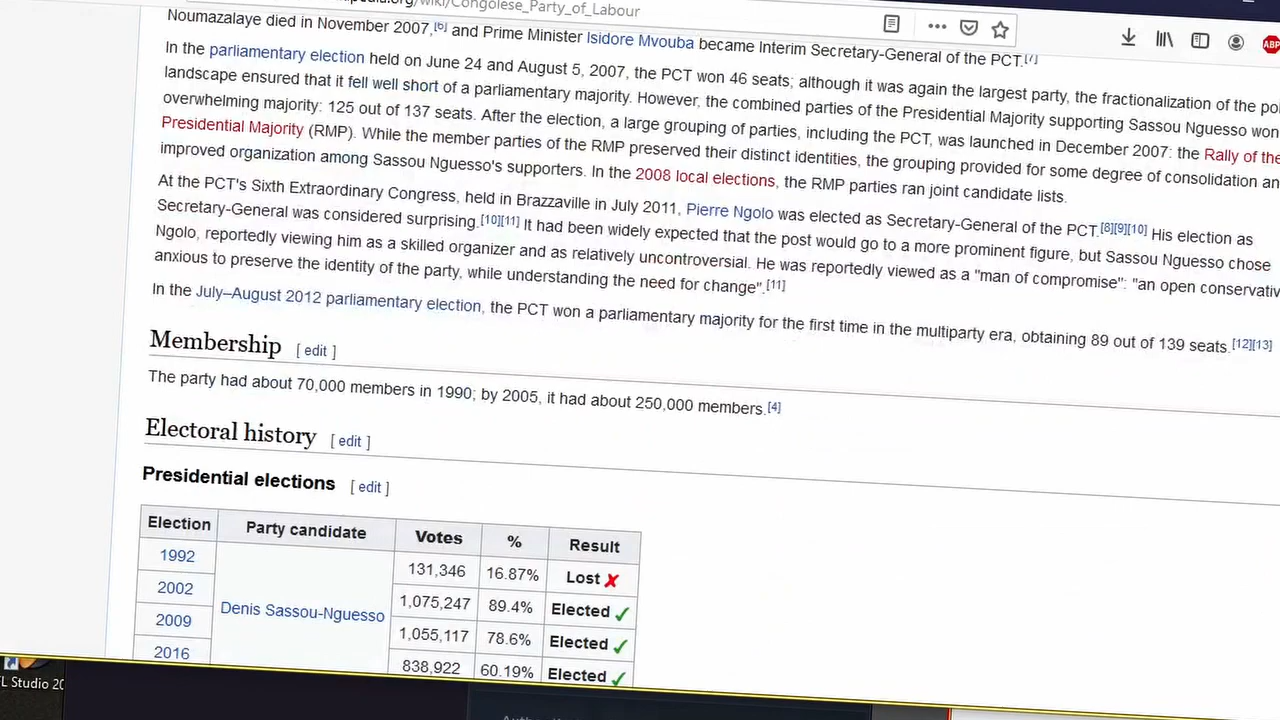 wiki/Congolese_Party_of_Labour
Noumazalaye died in November 2007,[6] and Prime Minister Isidore Mvouba became Interim Secretary-General of the PCT.[7]
In the parliamentary election held on June 24 and August 5, 2007, the PCT won 46 seats; although it was again the largest party, the fractionalization of the
landscape ensured that it fell well short of a parliamentary majority. However, the combined parties of the Presidential Majority supporting Sassou Nguesso won
overwhelming majority: 125 out of 137 seats. After the election, a large grouping of parties, including the PCT, was launched in December 2007: the Rally of the
Presidential Majority (RMP). While the member parties of the RMP preserved their distinct identities, the grouping provided for some degree of consolidation
improved organization among Sassou Nguesso's supporters. In the 2008 local elections, the RMP parties ran joint candidate lists.
At the PCT's Sixth Extraordinary Congress, held in Brazzaville in July 2011, Pierre Ngolo was elected as Secretary-General of the PCT.[8][9][10] His election as
Secretary-General was considered surprising.[10][11] It had been widely expected that the post would go to a more prominent figure, but Sassou Nguesso chose
Ngolo, reportedly viewing him as a skilled organizer and as relatively uncontroversial. He was reportedly viewed as a "man of compromise": "an open conservativ
anxious to preserve the identity of the party, while understanding the need for change".[11]
In the July–August 2012 parliamentary election, the PCT won a parliamentary majority for the first time in the multiparty era, obtaining 89 out of 139 seats.[12][13]
Membership [ edit ]
The party had about 70,000 members in 1990; by 2005, it had about 250,000 members.[4]
Electoral history [ edit ]
Presidential elections [ edit ]
Election Party candidate Votes % Result
1992 Denis Sassou-Nguesso 131,346 16.87% Lost ✗
2002 1,075,247 89.4% Elected ✓
2009 1,055,117 78.6% Elected ✓
2016 838,922 60.19% Elected ✓
L Studio 20
ABP